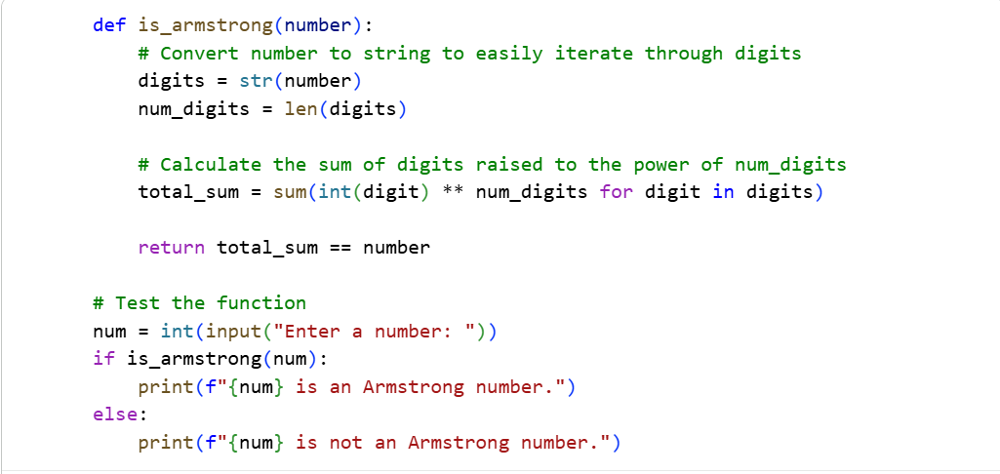 def is_armstrong(number):
    # Convert number to string to easily iterate through digits
    digits = str(number)
    num_digits = len(digits)

    # Calculate the sum of digits raised to the power of num_digits
    total_sum = sum(int(digit) ** num_digits for digit in digits)

    return total_sum == number

# Test the function
num = int(input("Enter a number: "))
if is_armstrong(num):
    print(f"{num} is an Armstrong number.")
else:
    print(f"{num} is not an Armstrong number.")